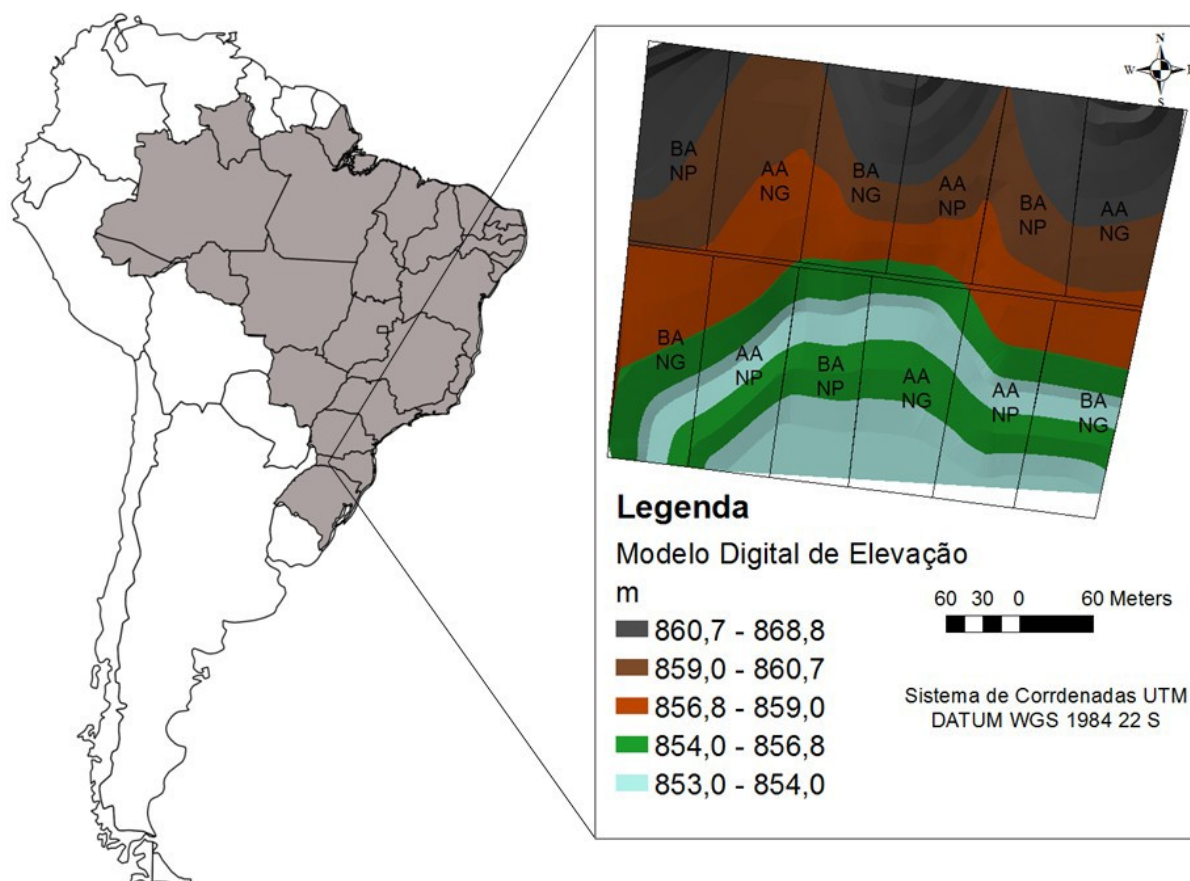 N
W
S
BA
NP
AA
NG
BA
NG
AA
NP
BA
NP
AA
NG
BA
NG
AA
NP
BA
NP
AA
NG
AA
NP
BA
NG
Legenda
Modelo Digital de Elevação
m
860,7 - 868,8
859,0 - 860,7
856,8 - 859,0
854,0 - 856,8
853,0 - 854,0
60 30 0 60 Meters
Sistema de Corrdenadas UTM
DATUM WGS 1984 22 S